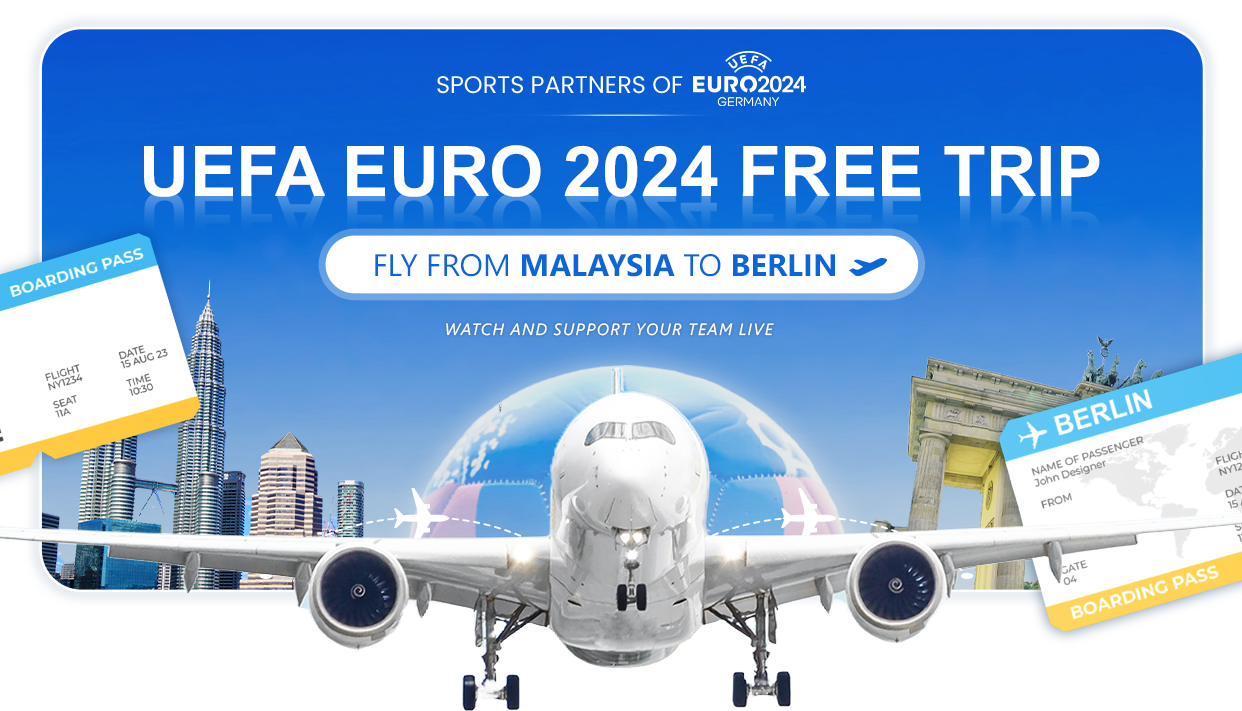 UEFA
SPORTS PARTNERS OF EURO2024
GERMANY
UEFA EURO 2024 FREE TRIP
FLY FROM MALAYSIA TO BERLIN
WATCH AND SUPPORT YOUR TEAM LIVE
BOARDING PASS
FLIGHT
NY1234
DATE
15 AUG 23
SEAT
11A
TIME
10:30
BERLIN
NAME OF PASSENGER
John Designer
FROM
GATE
04
BOARDING PASS